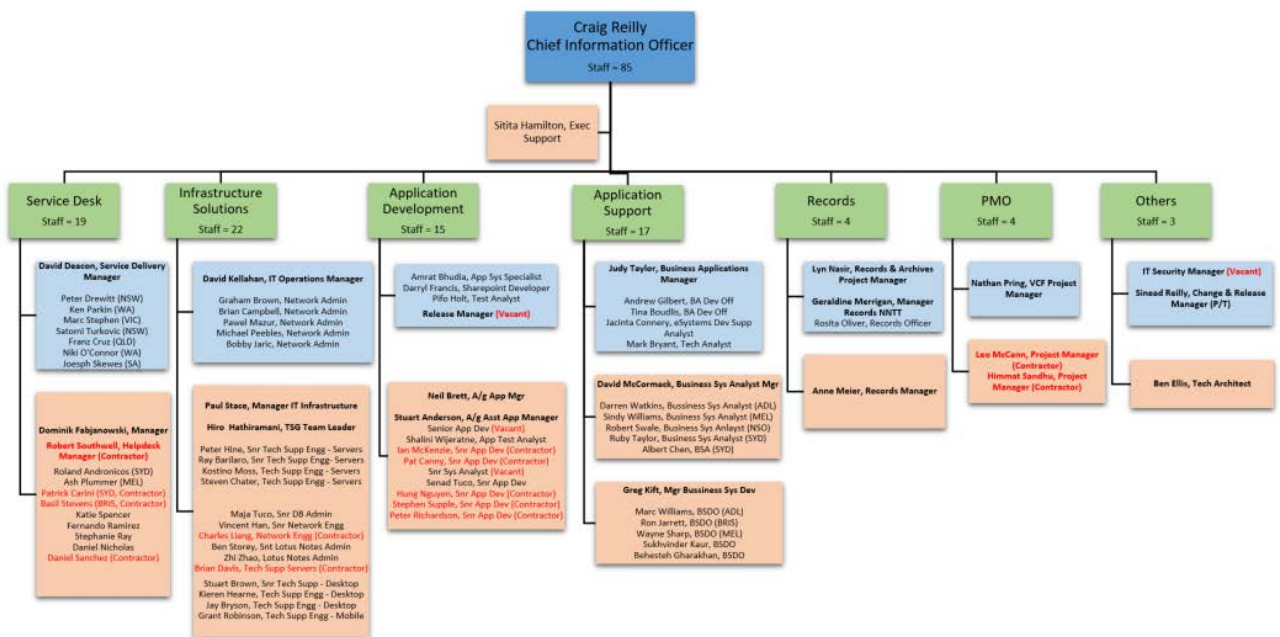 Craig Reilly
Chief Information Officer
Staff = 85
Sitita Hamilton, Exec
Support
Service Desk
Staff = 19
David Deacon, Service Delivery
Manager
Peter Drewitt (NSW)
Ken Parkin (WA)
Marc Stephen (VIC)
Satomi Turkovic (NSW)
Franz Cruz (QLD)
Niki O'Connor (WA)
Joesph Skewes (SA)
Dominik Fabjanowski, Manager
Robert Southwell, Helpdesk
Manager (Contractor)
Roland Andronicos (SYD)
Ash Plummer (MEL)
Patrick Carini (SYD, Contractor)
Basil Stevens (BRIS, Contractor)
Katie Spencer
Fernando Ramirez
Stephanie Ray
Daniel Nicholas
Daniel Sanchez (Contractor)
Infrastructure
Solutions
Staff = 22
David Kellahan, IT Operations Manager
Graham Brown, Network Admin
Brian Campbell, Network Admin
Pawel Mazur, Network Admin
Michael Peebles, Network Admin
Bobby Jaric, Network Admin
Paul Stace, Manager IT Infrastructure
Hiro Hathiramani, TSG Team Leader
Peter Hine, Snr Tech Supp Engg - Servers
Ray Barilaro, Snr Tech Supp Engg- Servers
Kostino Moss, Tech Supp Engg - Servers
Steven Chater, Tech Supp Engg - Servers
Maja Tuco, Snr DB Admin
Vincent Han, Snr Network Engg
Charles Liang, Network Engg (Contractor)
Ben Storey, Snt Lotus Notes Admin
Zhi Zhao, Lotus Notes Admin
Brian Davis, Tech Supp Servers (Contractor)
Stuart Brown, Snr Tech Supp - Desktop
Kieren Hearne, Tech Supp Engg - Desktop
Jay Bryson, Tech Supp Engg - Desktop
Grant Robinson, Tech Supp Engg - Mobile
Application
Development
Staff = 15
Amrat Bhudia, App Sys Specialist
Darryl Francis, Sharepoint Developer
Pifo Holt, Test Analyst
Release Manager (Vacant)
Neil Brett, A/g App Mgr
Stuart Anderson, A/g Asst App Manager
Senior App Dev (Vacant)
Shalini Wijeratne, App Test Analyst
Ian McKenzie, Snr App Dev (Contractor)
Pat Canny, Snr App Dev (Contractor)
Snr Sys Analyst (Vacant)
Senad Tuco, Snr App Dev
Hung Nguyen, Snr App Dev (Contractor)
Stephen Supple, Snr App Dev (Contractor)
Peter Richardson, Snr App Dev (Contractor)
Application
Support
Staff = 17
Judy Taylor, Business Applications
Manager
Andrew Gilbert, BA Dev Off
Tina Boudlis, BA Dev Off
Jacinta Connery, eSystems Dev Supp
Analyst
Mark Bryant, Tech Analyst
David McCormack, Business Sys Analyst Mgr
Darren Watkins, Bussiness Sys Analyst (ADL)
Sindy Williams, Business Sys Analyst (MEL)
Robert Swale, Business Sys Anlayst (NSO)
Ruby Taylor, Business Sys Analyst (SYD)
Albert Chen, BSA (SYD)
Greg Kift, Mgr Bussiness Sys Dev
Marc Williams, BSDO (ADL)
Ron Jarrett, BSDO (BRIS)
Wayne Sharp, BSDO (MEL)
Sukhvinder Kaur, BSDO
Behesteh Gharakhan, BSDO
Records
Staff = 4
Lyn Nasir, Records & Archives
Project Manager
Geraldine Merrigan, Manager
Records NNTT
Rosita Oliver, Records Officer
Anne Meier, Records Manager
PMO
Staff = 4
Nathan Pring, VCF Project
Manager
Leo McCann, Project Manager
(Contractor)
Himmat Sandhu, Project
Manager (Contractor)
Others
Staff = 3
IT Security Manager (Vacant)
Sinead Reilly, Change & Release
Manager (P/T)
Ben Ellis, Tech Architect